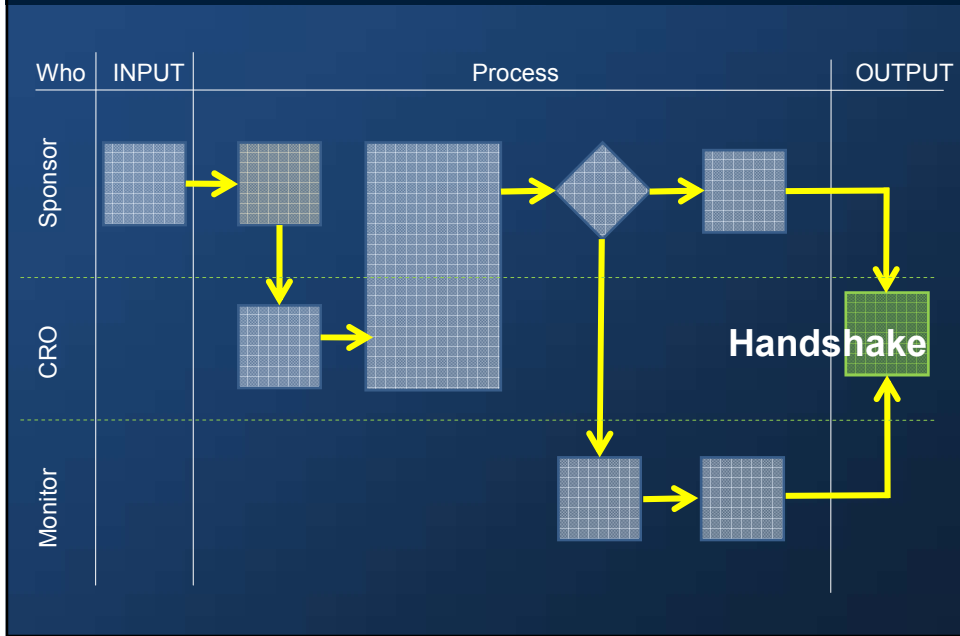 Who INPUT Process OUTPUT
Sponsor
CRO
Handshake
Monitor